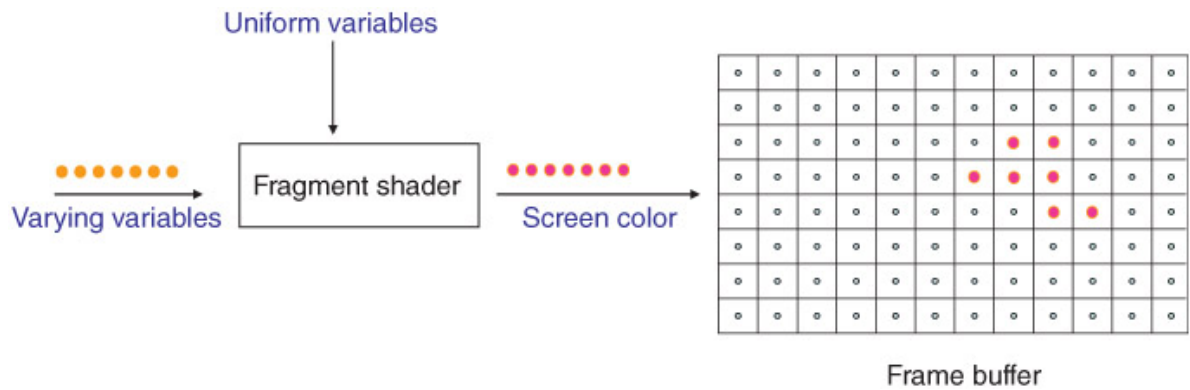 Uniform variables
Fragment shader
Varying variables
Screen color
Frame buffer